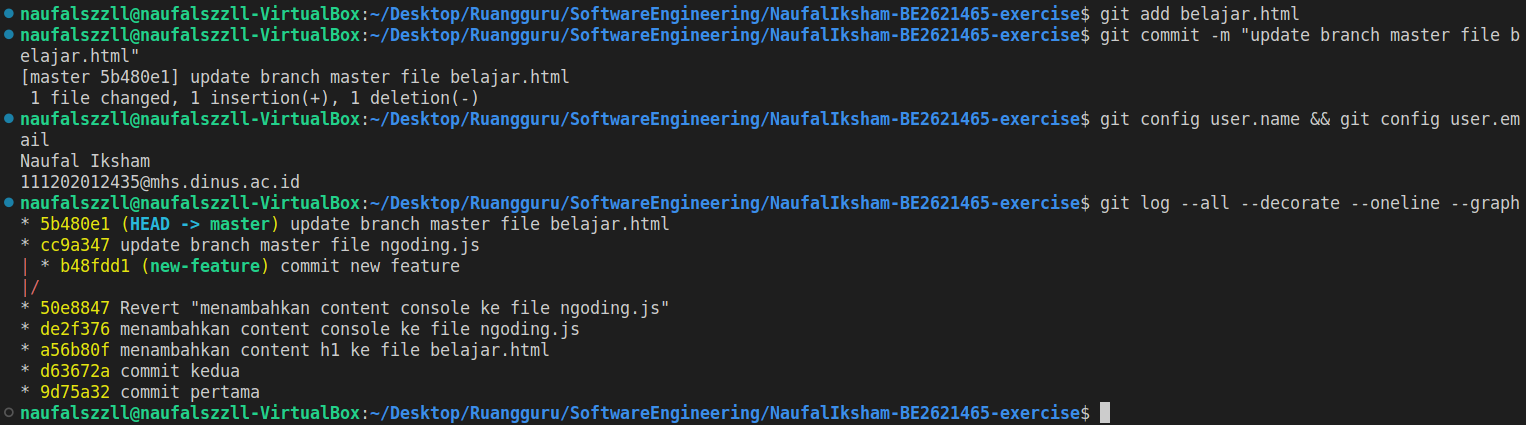 naufalszzll@naufalszzll-VirtualBox:~/Desktop/Ruangguru/SoftwareEngineering/NaufalIksham-BE2621465-exercise$ git add belajar.html
naufalszzll@naufalszzll-VirtualBox:~/Desktop/Ruangguru/SoftwareEngineering/NaufalIksham-BE2621465-exercise$ git commit -m "update branch master file b
elajar.html"
[master 5b480e1] update branch master file belajar.html
 1 file changed, 1 insertion(+), 1 deletion(-)
naufalszzll@naufalszzll-VirtualBox:~/Desktop/Ruangguru/SoftwareEngineering/NaufalIksham-BE2621465-exercise$ git config user.name && git config user.em
ail
Naufal Iksham
111202012435@mhs.dinus.ac.id
naufalszzll@naufalszzll-VirtualBox:~/Desktop/Ruangguru/SoftwareEngineering/NaufalIksham-BE2621465-exercise$ git log --all --decorate --oneline --graph
* 5b480e1 (HEAD -> master) update branch master file belajar.html
* cc9a347 update branch master file ngoding.js
| * b48fdd1 (new-feature) commit new feature
|/
* 50e8847 Revert "menambahkan content console ke file ngoding.js"
* de2f376 menambahkan content console ke file ngoding.js
* a56b80f menambahkan content h1 ke file belajar.html
* d63672a commit kedua
* 9d75a32 commit pertama
naufalszzll@naufalszzll-VirtualBox:~/Desktop/Ruangguru/SoftwareEngineering/NaufalIksham-BE2621465-exercise$